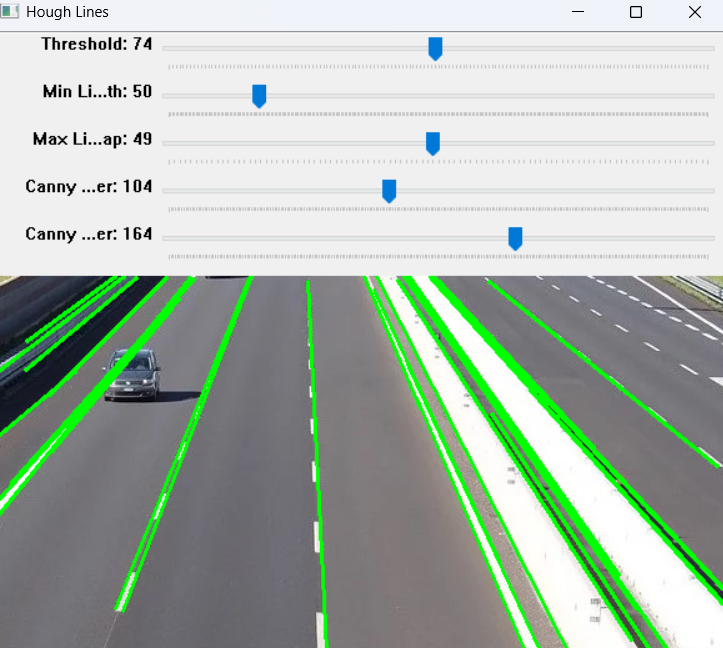 Hough Lines
Threshold: 74
Min Li...th: 50
Max Li...ap: 49
Canny ...er: 104
Canny ...er: 164